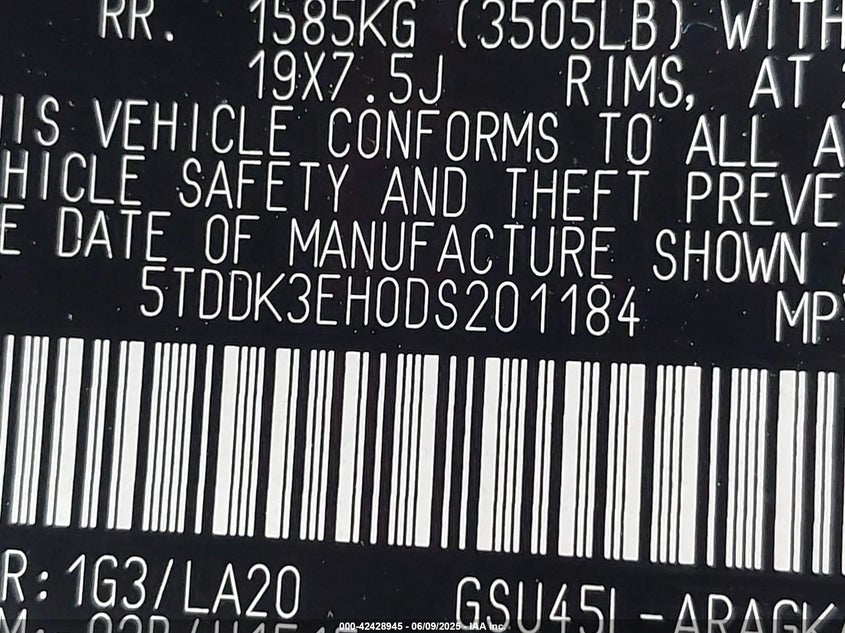 RR. 1585KG (3505LB) WITH
19X7.5J RIMS, AT
IS VEHICLE CONFORMS TO ALL A
HICLE SAFETY AND THEFT PREVE
E DATE OF MANUFACTURE SHOWN
5TDDK3EH0DS201184 MP
R: 1G3/LA20 GSU45L-ARAGK
000-42428945 - 06/09/2025 - IAA Inc.